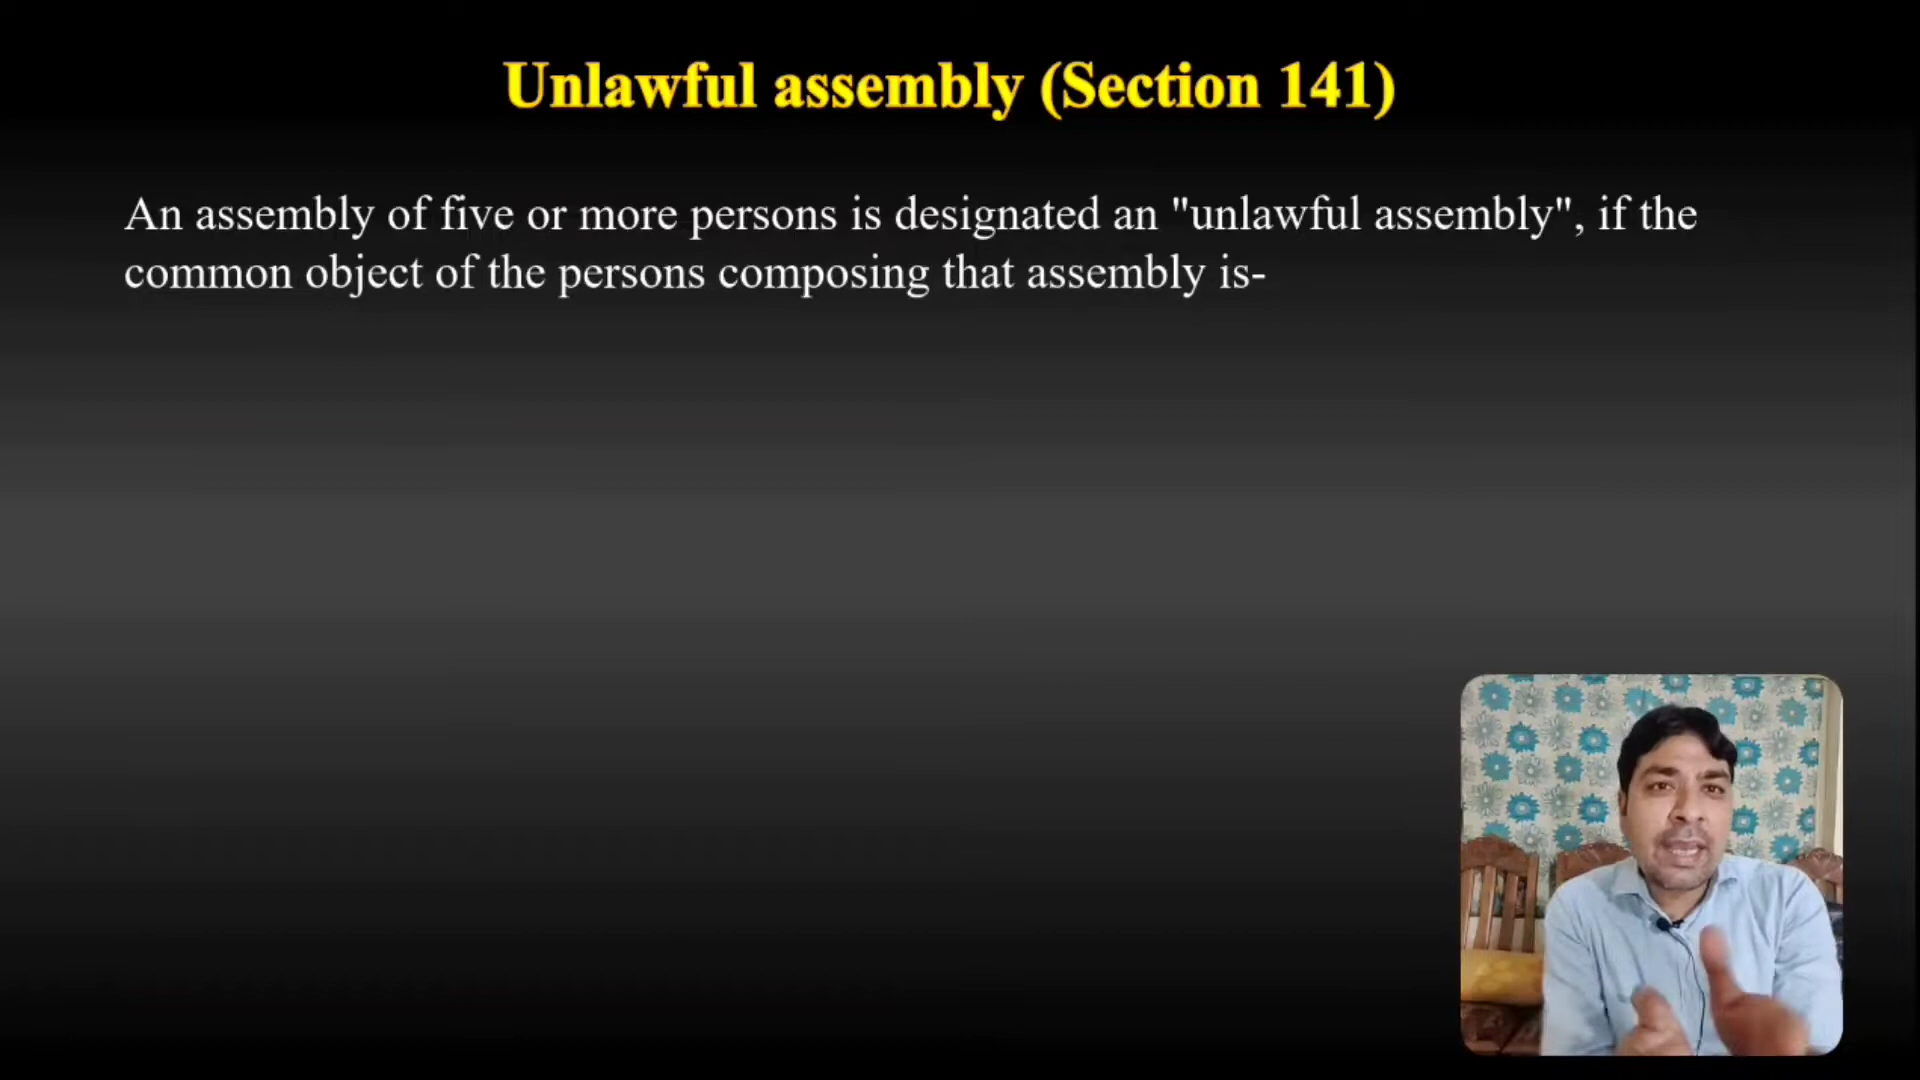 Unlawful assembly (Section 141)
An assembly of five or more persons is designated an "unlawful assembly", if the
common object of the persons composing that assembly is-